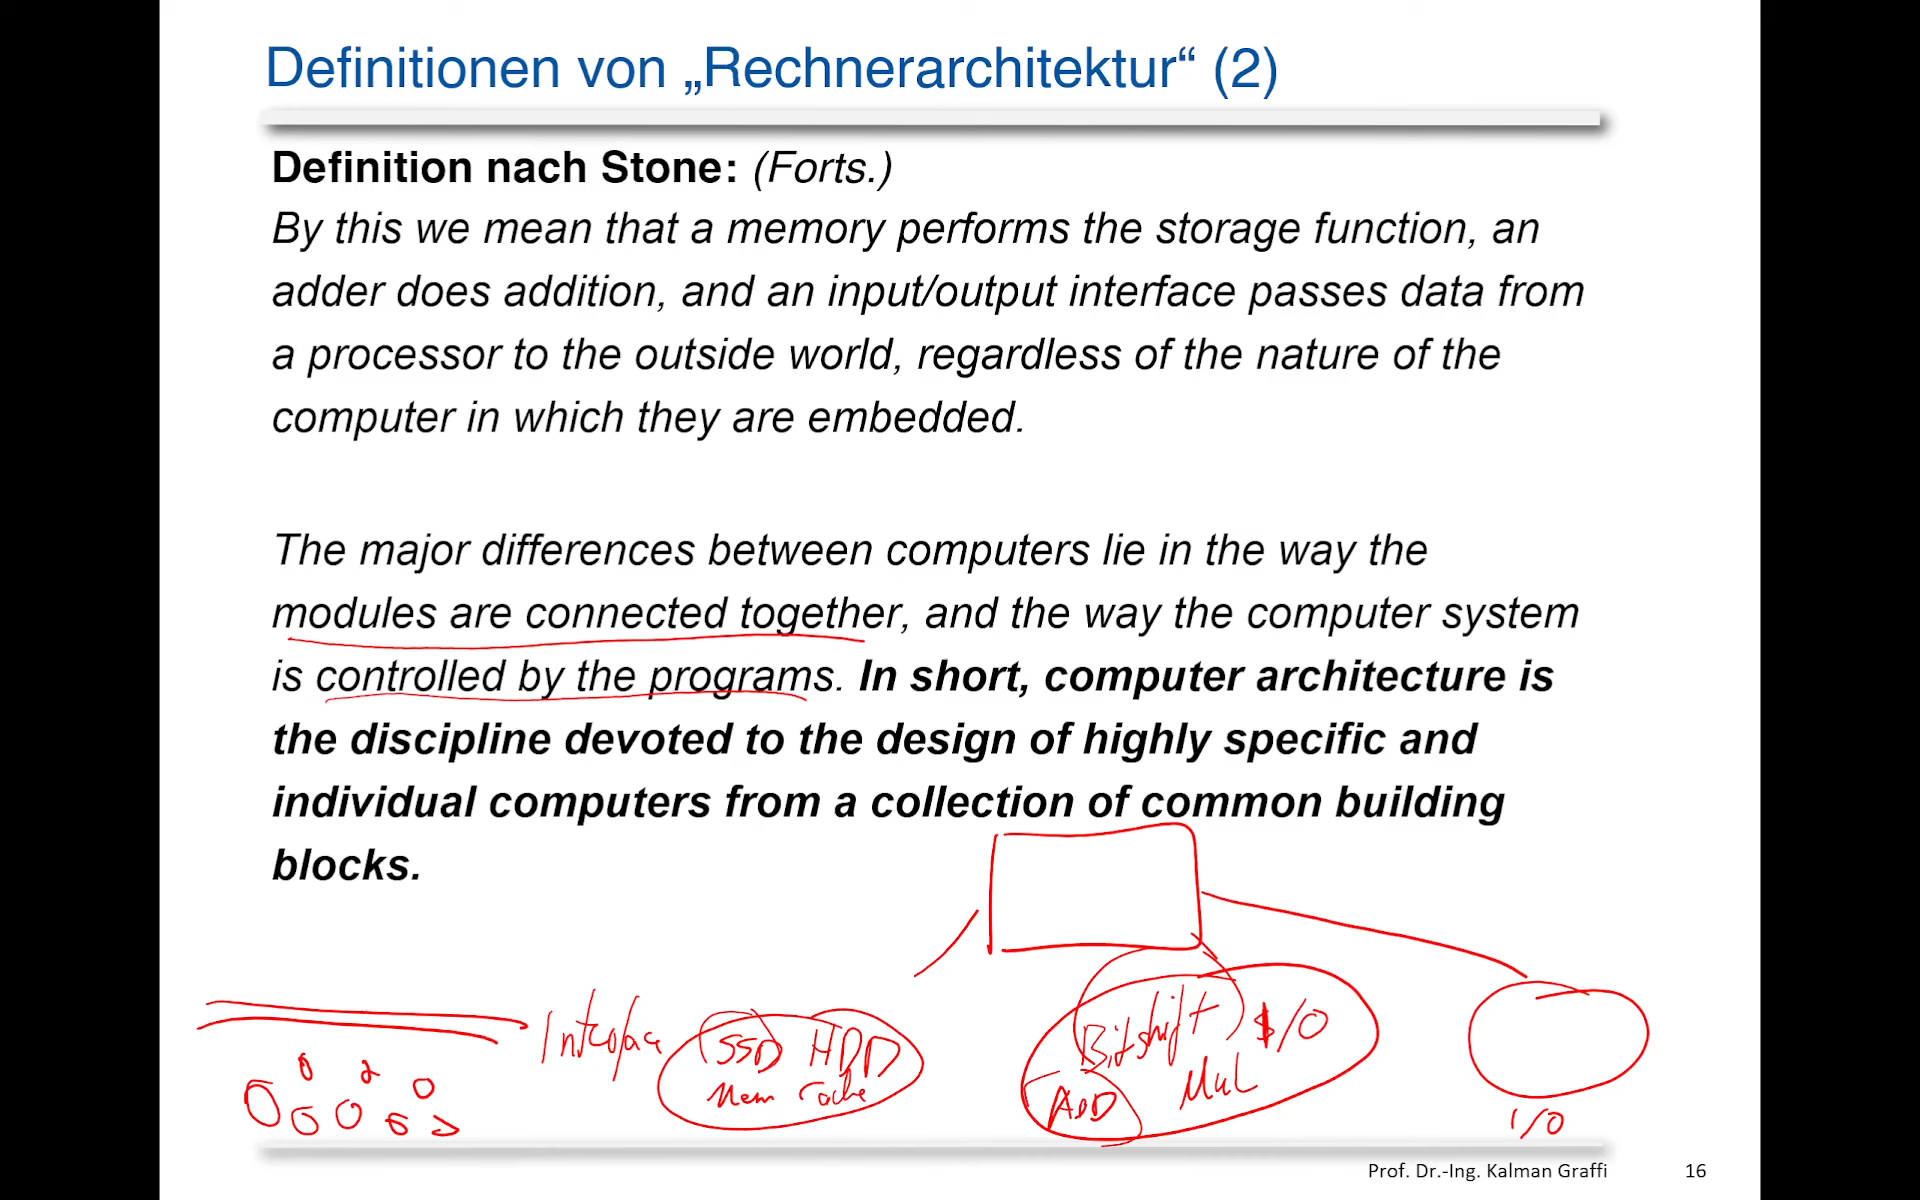 Definitionen von „Rechnerarchitektur“ (2)
Definition nach Stone: (Forts.)
By this we mean that a memory performs the storage function, an
adder does addition, and an input/output interface passes data from
a processor to the outside world, regardless of the nature of the
computer in which they are embedded.
The major differences between computers lie in the way the
modules are connected together, and the way the computer system
is controlled by the programs. In short, computer architecture is
the discipline devoted to the design of highly specific and
individual computers from a collection of common building
blocks.
Interface
SSD HDD
Mem Cache
Bitshift /0
ADD Mul
I/O
Prof. Dr.-Ing. Kalman Graffi 16